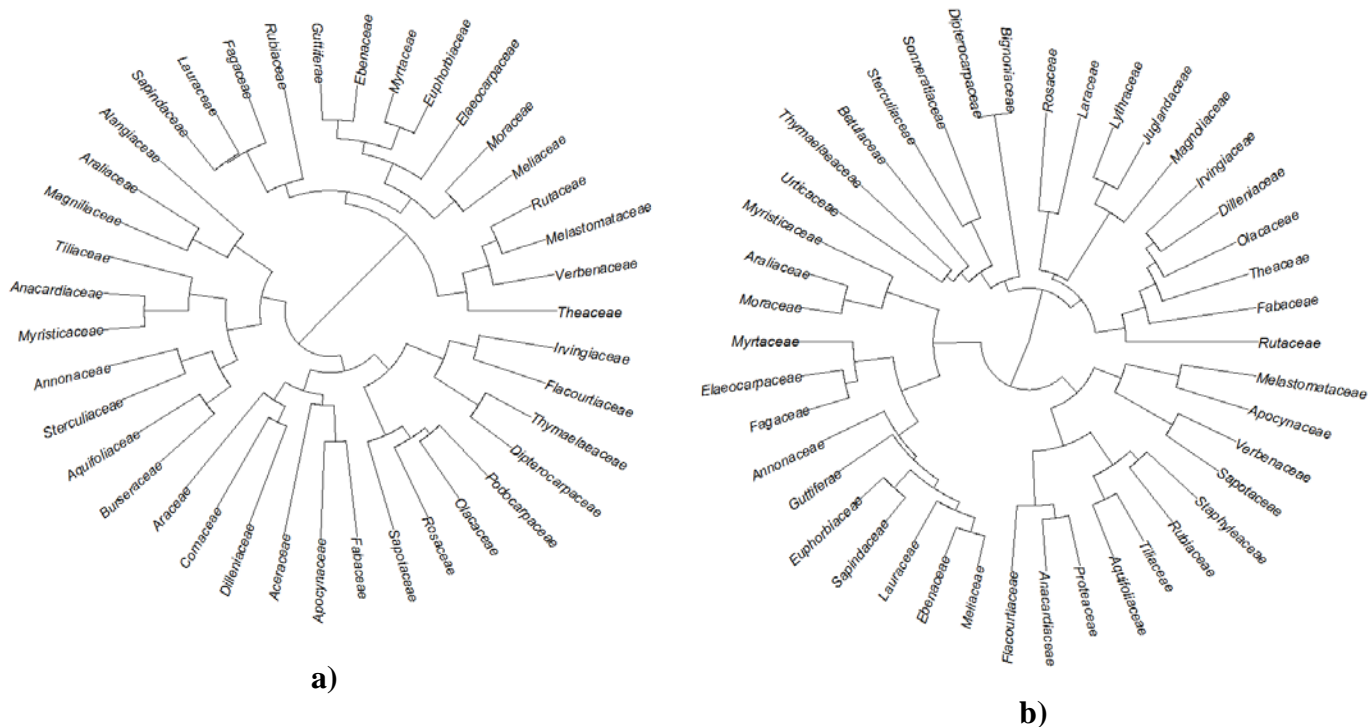 Guttiferae
Ebenaceae
Myrtaceae
Euphorbiaceae
Elaeocarpaceae
Moraceae
Meliaceae
Rutaceae
Melastomataceae
Verbenaceae
Theaceae
Irvingiaceae
Flacourtiaceae
Thymaelaceae
Dipterocarpaceae
Podocarpaceae
Olacaceae
Rosaceae
Sapotaceae
Fabaceae
Apocynaceae
Aceraceae
Dilleniaceae
Cornaceae
Araceae
Burseraceae
Aquifoliaceae
Sterculiaceae
Annonaceae
Myristicaceae
Anacardiaceae
Tiliaceae
Magniliaceae
Araliaceae
Alangiaceae
Sapindaceae
Lauraceae
Fagaceae
Rubiaceae
a)
Bignoniaceae
Rosaceae
Laraceae
Lythraceae
Juglandaceae
Magnoliaceae
Irvingiaceae
Dilleniaceae
Olacaceae
Theaceae
Fabaceae
Rutaceae
Melastomataceae
Apocynaceae
Verbenaceae
Sapotaceae
Staphyleaceae
Rubiaceae
Tiliaceae
Aquifoliaceae
Proteaceae
Anacardiaceae
Flacourtiaceae
Meliaceae
Ebenaceae
Lauraceae
Sapindaceae
Euphorbiaceae
Guttiferae
Annonaceae
Fagaceae
Elaeocarpaceae
Myrtaceae
Moraceae
Araliaceae
Myristicaceae
Urticaceae
Thymaelaeaceae
Betulaceae
Sterculiaceae
Sonneratiaceae
Dipterocarpaceae
b)